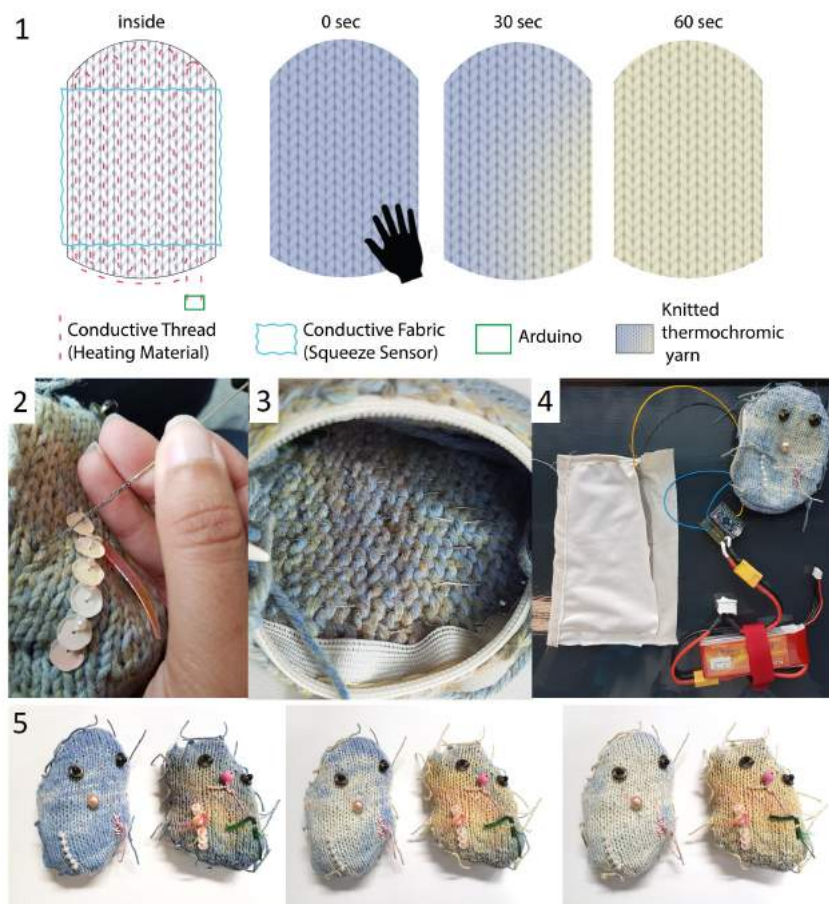 1
inside
0 sec
30 sec
60 sec
Conductive Thread
(Heating Material)
Conductive Fabric
(Squeeze Sensor)
Arduino
Knitted
thermochromic
yarn
2
3
4
5